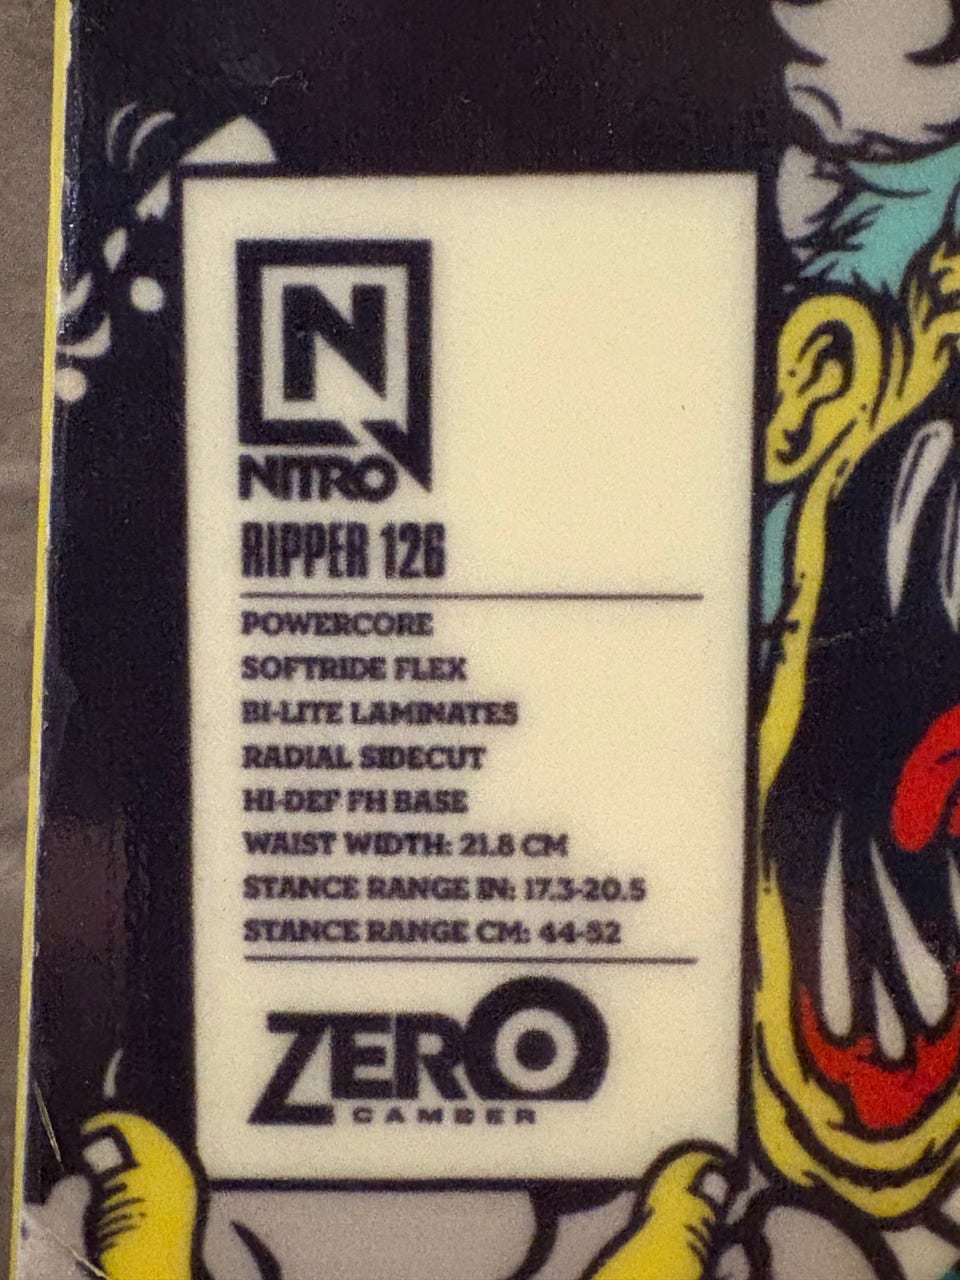 N
NITRO
RIPPER 126
POWERCORE
SOFTRIDE FLEX
BI-LITE LAMINATES
RADIAL SIDECUT
HI-DEF FH BASE
WAIST WIDTH: 21.8 CM
STANCE RANGE IN: 17.3-20.5
STANCE RANGE CM: 44-52
ZERO
CAMBER